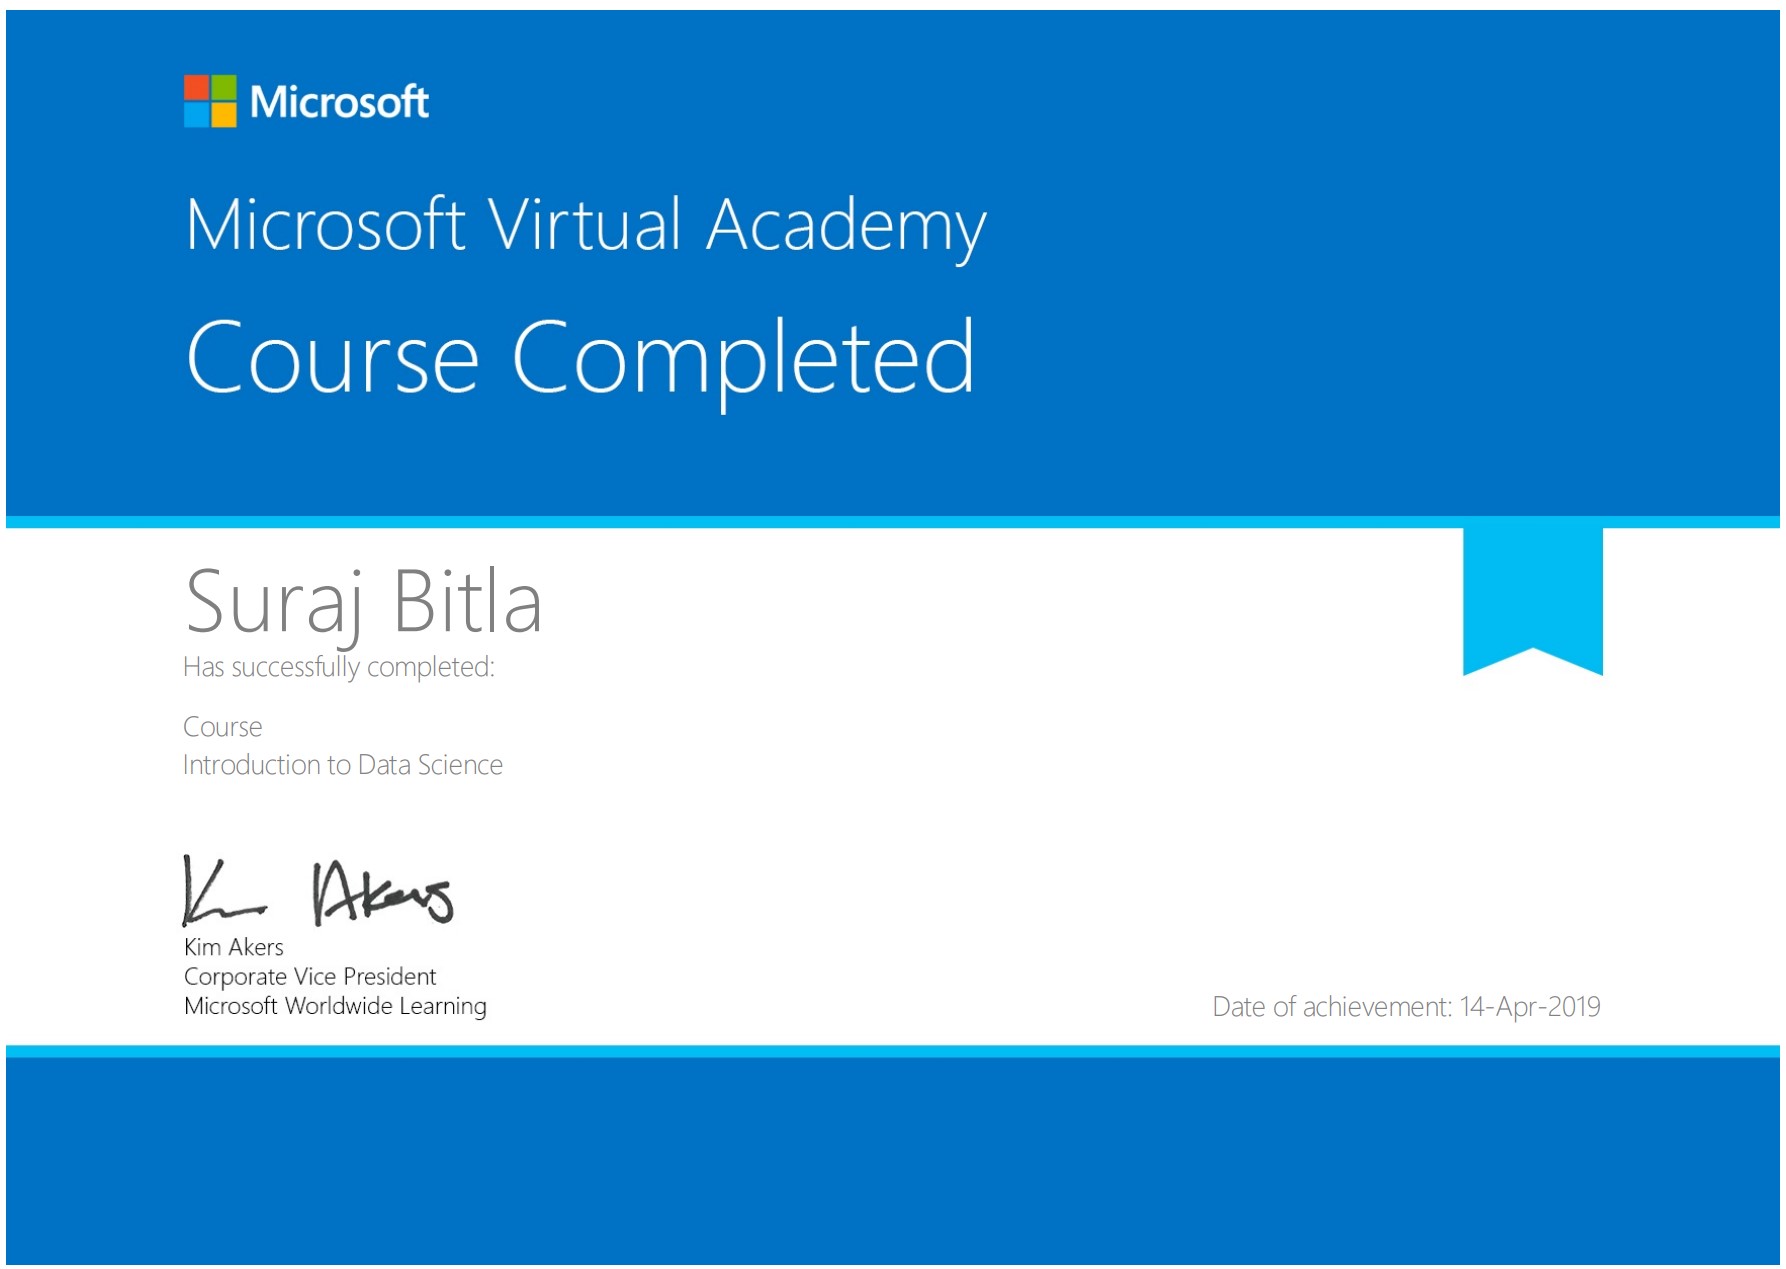 Microsoft
Microsoft Virtual Academy
Course Completed
Suraj Bitla
Has successfully completed:
Course
Introduction to Data Science
Kim Akers
Kim Akers
Corporate Vice President
Microsoft Worldwide Learning
Date of achievement: 14-Apr-2019